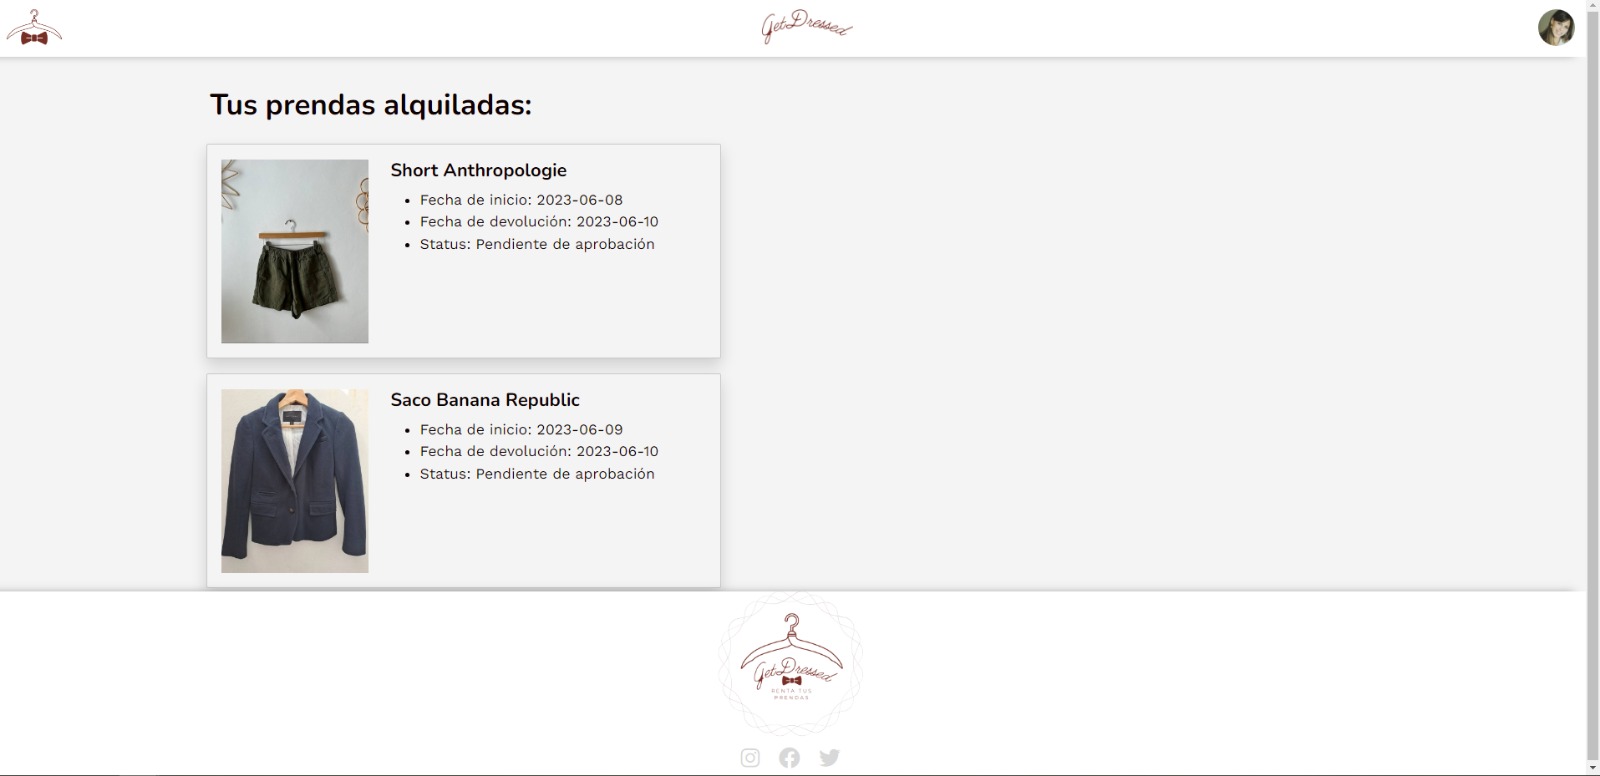 GetDressed
Tus prendas alquiladas:
Short Anthropologie
Fecha de inicio: 2023-06-08
Fecha de devolución: 2023-06-10
Status: Pendiente de aprobación
Saco Banana Republic
Fecha de inicio: 2023-06-09
Fecha de devolución: 2023-06-10
Status: Pendiente de aprobación
GetDressed
RENTA TUS
PRENDAS